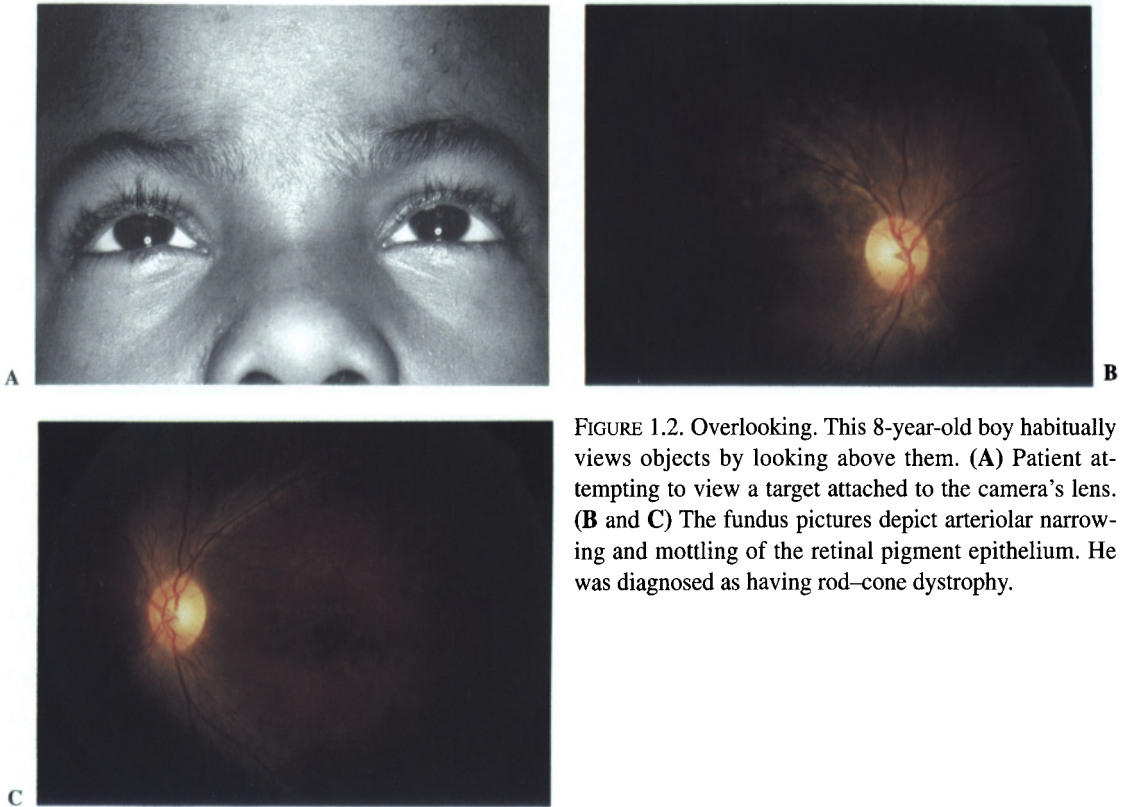 A
B
FIGURE 1.2. Overlooking. This 8-year-old boy habitually
views objects by looking above them. (A) Patient at-
tempting to view a target attached to the camera's lens.
(B and C) The fundus pictures depict arteriolar narrow-
ing and mottling of the retinal pigment epithelium. He
was diagnosed as having rod–cone dystrophy.
C